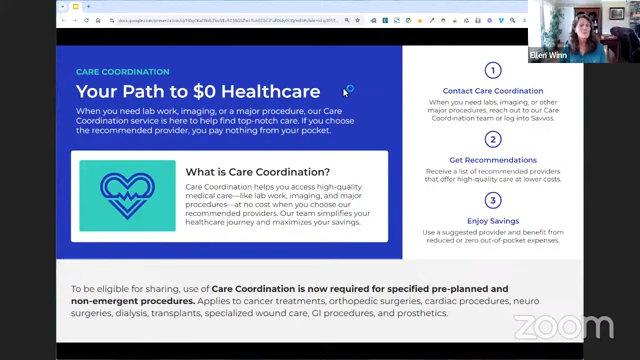 CARE COORDINATION
Your Path to $0 Healthcare
When you need lab work, imaging, or a major procedure, our Care
Coordination service is here to help find top-notch care. If you choose
the recommended provider, you pay nothing from your pocket.
What is Care Coordination?
Care Coordination helps you access high-quality
medical care—like lab work, imaging, and major
procedures—at no cost when you choose our
recommended providers. Our team simplifies your
healthcare journey and maximizes your savings.
1
Contact Care Coordination
When you need labs, imaging, or other
major procedures, reach out to our Care
Coordination team or log into Savvos.
2
Get Recommendations
Receive a list of recommended providers
that offer high-quality care at lower costs.
3
Enjoy Savings
Use a suggested provider and benefit from
reduced or zero out-of-pocket expenses.
To be eligible for sharing, use of Care Coordination is now required for specified pre-planned and
non-emergent procedures. Applies to cancer treatments, orthopedic surgeries, cardiac procedures, neuro
surgeries, dialysis, transplants, specialized wound care, GI procedures, and prosthetics.
Ellen Winn
zoom